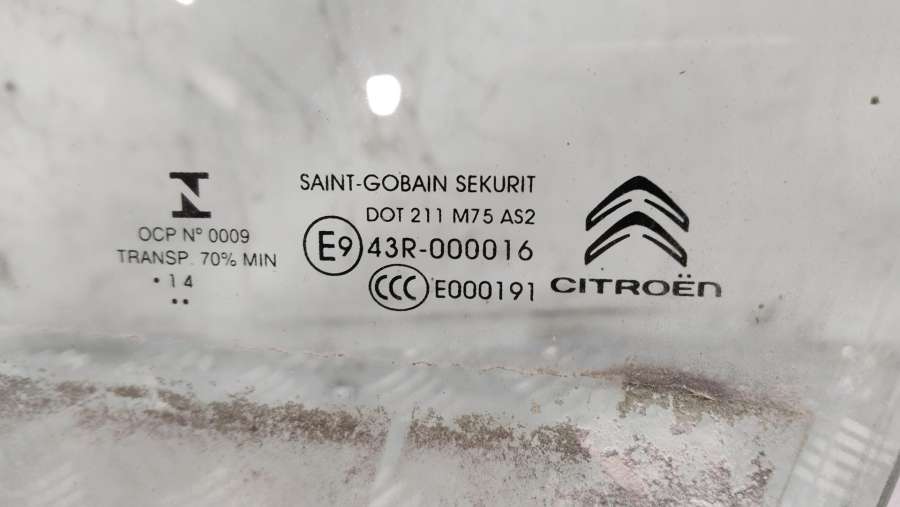 OCP Nº 0009
TRANSP. 70% MIN
• 14
••
SAINT-GOBAIN SEKURIT
DOT 211 M75 AS2
E9 43R-000016
CCC E000191
CITROËN